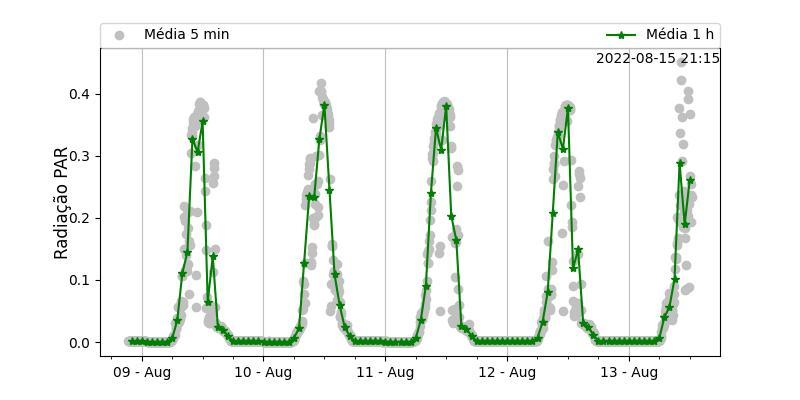 Média 5 min
Média 1 h
2022-08-15 21:15
Radiação PAR
0.4
0.3
0.2
0.1
0.0
09 - Aug
10 - Aug
11 - Aug
12 - Aug
13 - Aug